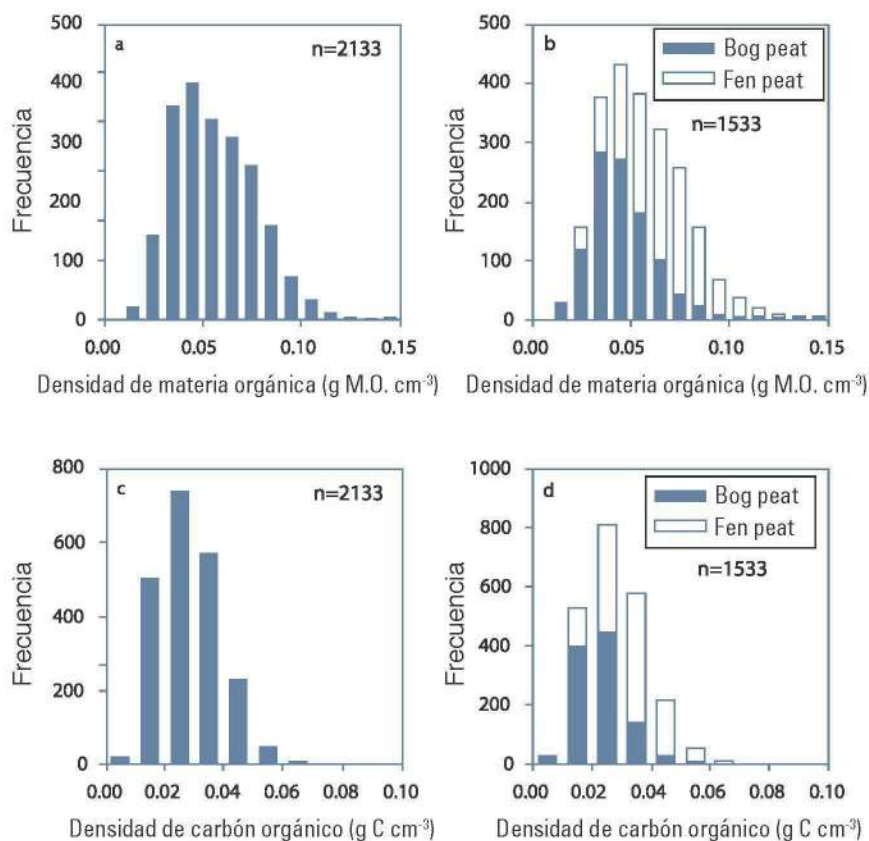 a
n=2133
Frecuencia
500
400
300
200
100
0
0.00 0.05 0.10 0.15
Densidad de materia orgánica (g M.O. cm⁻³)
b
Bog peat
Fen peat
n=1533
Frecuencia
500
400
300
200
100
0
0.00 0.05 0.10 0.15
Densidad de materia orgánica (g M.O. cm⁻³)
c
n=2133
Frecuencia
800
600
400
200
0
0.00 0.02 0.04 0.06 0.08 0.10
Densidad de carbón orgánico (g C cm⁻³)
d
Bog peat
Fen peat
n=1533
Frecuencia
1000
800
600
400
200
0
0.00 0.02 0.04 0.06 0.08 0.10
Densidad de carbón orgánico (g C cm⁻³)